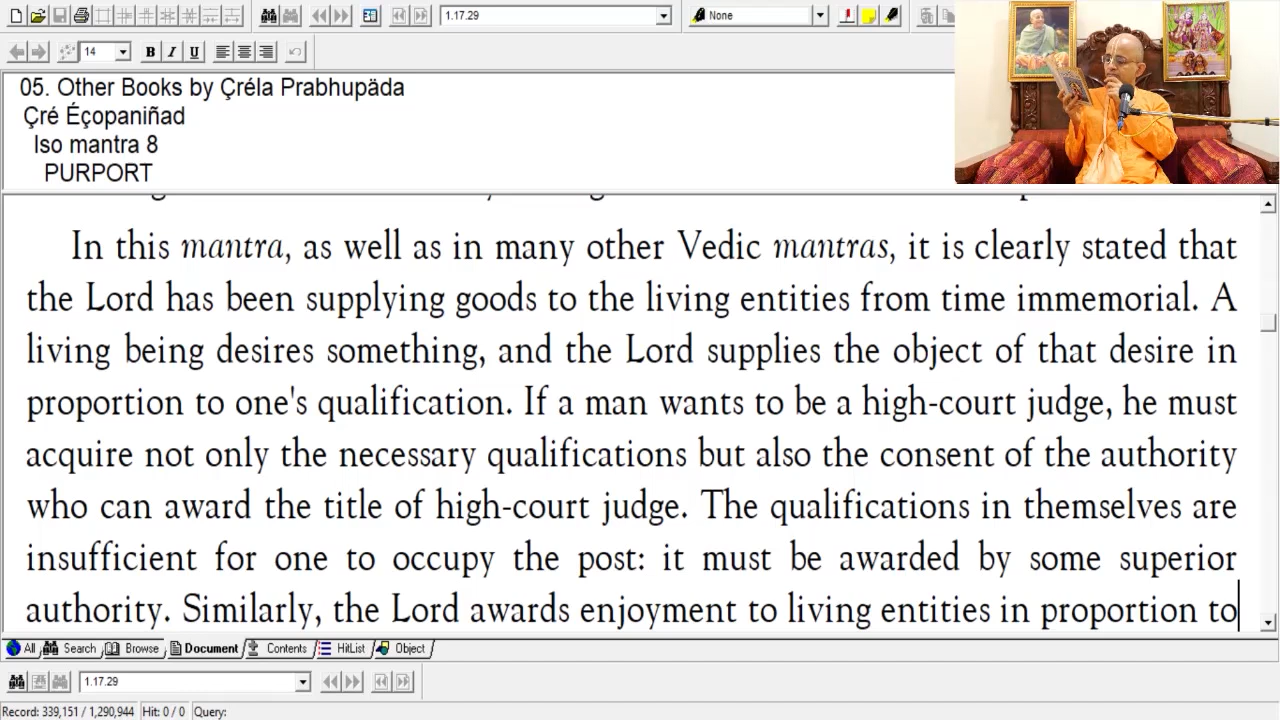 1.17.29
None
14
B I U
05. Other Books by Çréla Prabhupäda
Çré Éçopaniñad
Iso mantra 8
PURPORT
In this mantra, as well as in many other Vedic mantras, it is clearly stated that
the Lord has been supplying goods to the living entities from time immemorial. A
living being desires something, and the Lord supplies the object of that desire in
proportion to one's qualification. If a man wants to be a high-court judge, he must
acquire not only the necessary qualifications but also the consent of the authority
who can award the title of high-court judge. The qualifications in themselves are
insufficient for one to occupy the post: it must be awarded by some superior
authority. Similarly, the Lord awards enjoyment to living entities in proportion to
All Search Browse Document Contents HitList Object
1.17.29
Record: 339,151 / 1,290,944 Hit: 0 / 0 Query: